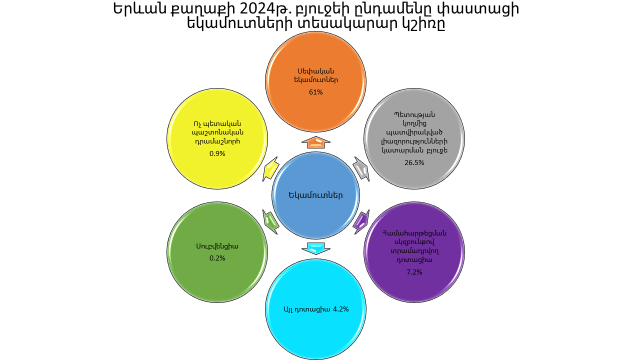 Երևան քաղաքի 2024թ. բյուջեի ընդամենը փաստացի
եկամուտների տեսակարար կշիռը
Սեփական
եկամուտներ
61%
Պետության
կողմից
պատվիրակված
լիազորությունների
կատարման բյուջե
26.5%
Համահարթեցման
սկզբունքով
տրամադրվող
դոտացիա
7.2%
Այլ դոտացիա 4.2%
Սուբվենցիա
0.2%
Ոչ պետական
պաշտոնական
դրամաշնորհ
0.9%
Եկամուտներ